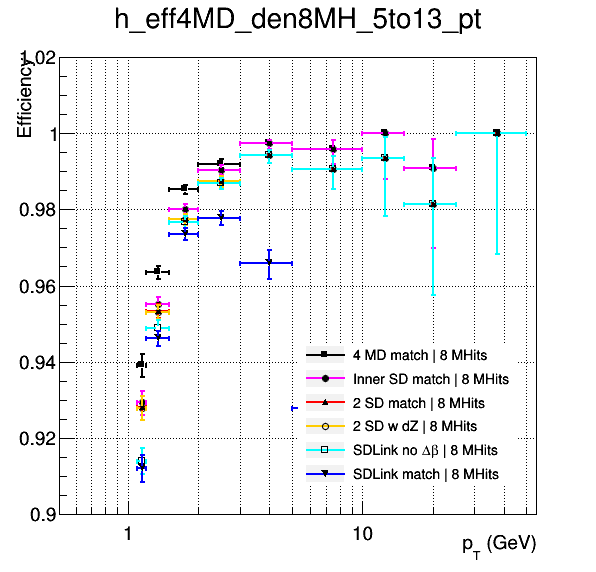 h_eff4MD_den8MH_5to13_pt
Efficiency
1.02
1
0.98
0.96
0.94
0.92
0.9
4 MD match | 8 MHits
Inner SD match | 8 MHits
2 SD match | 8 MHits
2 SD w dZ | 8 MHits
SDLink no Δβ | 8 MHits
SDLink match | 8 MHits
1
10
p_T (GeV)